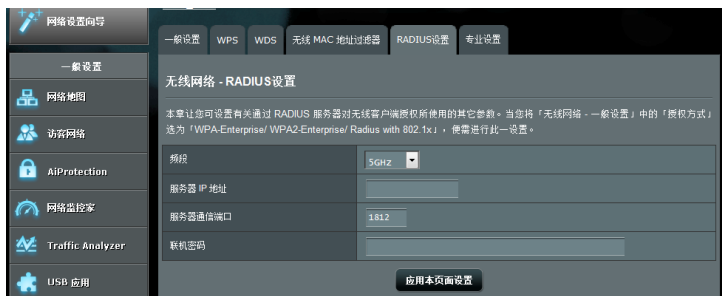 网络设置向导
一般设置
网络地图
访客网络
AiProtection
网络监控家
Traffic Analyzer
USB 应用
一般设置 WPS WDS 无线 MAC 地址过滤器 RADIUS设置 专业设置
无线网络 - RADIUS设置
本章让您可设置有关通过 RADIUS 服务器对无线客户端授权所使用的其它参数。当您将「无线网络 - 一般设置」中的「授权方式」
选为「WPA-Enterprise/ WPA2-Enterprise/ Radius with 802.1x」，便需进行此一设置。
频段 5GHz
服务器 IP 地址
服务器通信端口 1812
联机密码
应用本页面设置